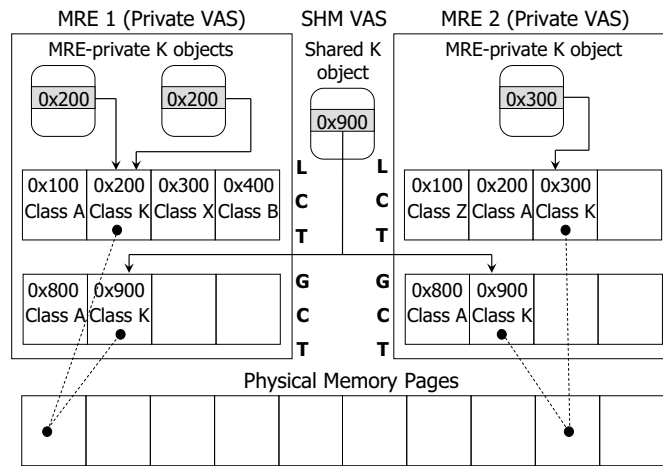 MRE 1 (Private VAS) SHM VAS MRE 2 (Private VAS)
MRE-private K objects Shared K object MRE-private K object
0x200 0x200 0x900 0x300
0x100 0x200 0x300 0x400 L L 0x100 0x200 0x300
Class A Class K Class X Class B C C Class Z Class A Class K
T T
0x800 0x900 G G 0x800 0x900
Class A Class K C C Class A Class K
T T
Physical Memory Pages